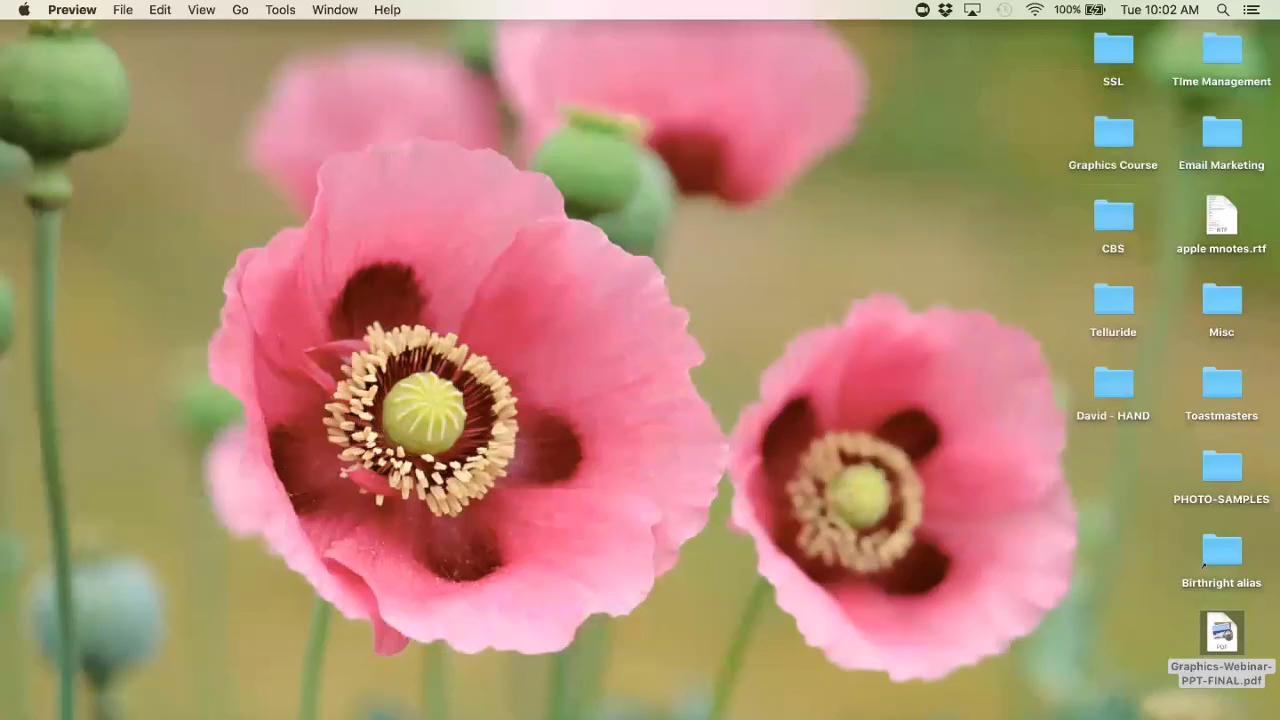 Preview File Edit View Go Tools Window Help 100% Tue 10:02 AM
SSL TIme Management
Graphics Course Email Marketing
RTF
CBS apple mnotes.rtf
Telluride Misc
David - HAND Toastmasters
PHOTO-SAMPLES
Birthright alias
PDF
Graphics-Webinar-
PPT-FINAL.pdf